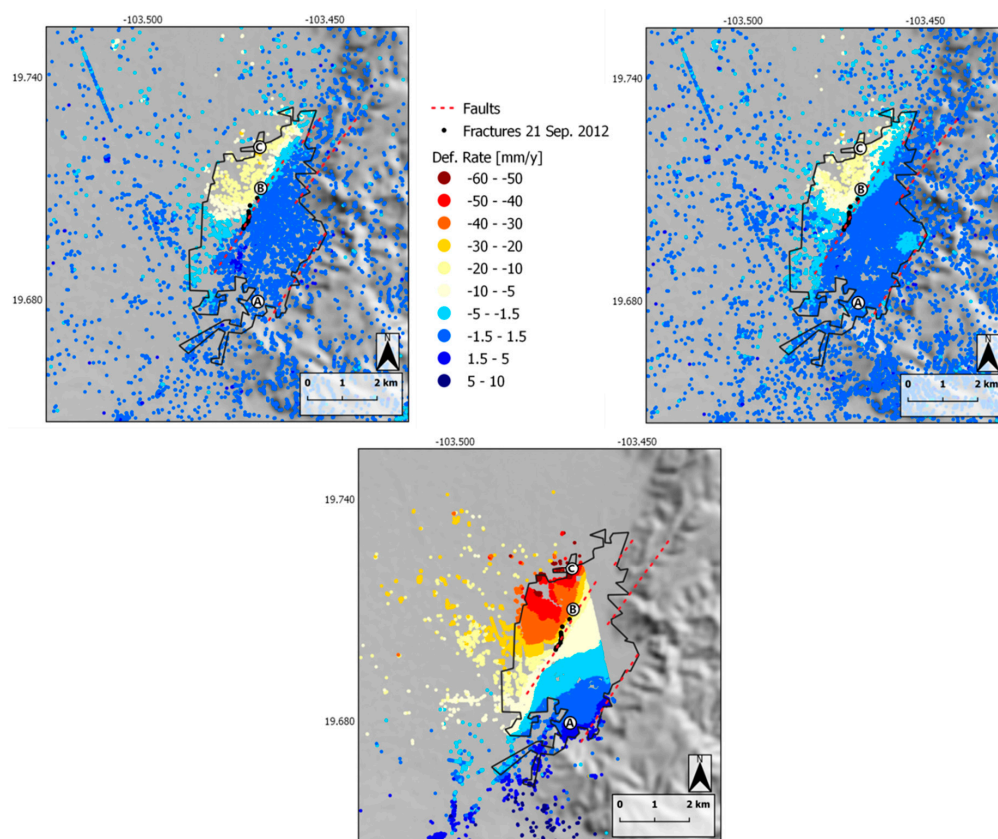 -103.500 -103.450
19.740
C
B
19.680
A
N
0 1 2 km
Faults
Fractures 21 Sep. 2012
Def. Rate [mm/y]
-60 - -50
-50 - -40
-40 - -30
-30 - -20
-20 - -10
-10 - -5
-5 - -1.5
-1.5 - 1.5
1.5 - 5
5 - 10
-103.500 -103.450
19.740
C
B
19.680
A
N
0 1 2 km
-103.500 -103.450
19.740
C
B
19.680
A
N
0 1 2 km